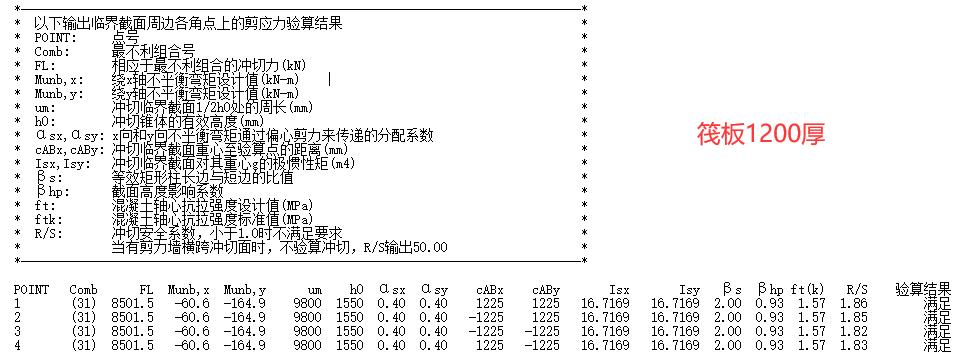 *————————————————————————————————————————*
* 以下输出临界截面周边各角点上的剪应力验算结果 *
* POINT: 点号 *
* Comb: 最不利组合号 *
* FL: 相应于最不利组合的冲切力(kN) *
* Munb,x: 绕x轴不平衡弯矩设计值(kN-m) *
* Munb,y: 绕y轴不平衡弯矩设计值(kN-m) *
* um: 冲切临界截面1/2h0处的周长(mm) *
* h0: 冲切锥体的有效高度(mm) *
* αsx,αsy: x向和y向不平衡弯矩通过偏心剪力来传递的分配系数 *
* cABx,cABy: 冲切临界截面重心至验算点的距离(mm) *
* Isx,Isy: 冲切临界截面对其重心g的极惯性矩(m4) *
* βs: 等效矩形柱长边与短边的比值 *
* βhp: 截面高度影响系数 *
* ft: 混凝土轴心抗拉强度设计值(MPa) *
* ftk: 混凝土轴心抗拉强度标准值(MPa) *
* R/S: 冲切安全系数,小于1.0时不满足要求 *
* 当有剪力墙横跨冲切面时,不验算冲切,R/S输出50.00 *
*————————————————————————————————————————*
筏板1200厚
POINT Comb FL Munb,x Munb,y um h0 αsx αsy cABx cABy Isx Isy βs βhp ft(k) R/S 验算结果
1 (31) 8501.5 -60.6 -164.9 9800 1550 0.40 0.40 1225 1225 16.7169 16.7169 2.00 0.93 1.57 1.86 满足
2 (31) 8501.5 -60.6 -164.9 9800 1550 0.40 0.40 -1225 1225 16.7169 16.7169 2.00 0.93 1.57 1.85 满足
3 (31) 8501.5 -60.6 -164.9 9800 1550 0.40 0.40 -1225 -1225 16.7169 16.7169 2.00 0.93 1.57 1.82 满足
4 (31) 8501.5 -60.6 -164.9 9800 1550 0.40 0.40 1225 -1225 16.7169 16.7169 2.00 0.93 1.57 1.83 满足